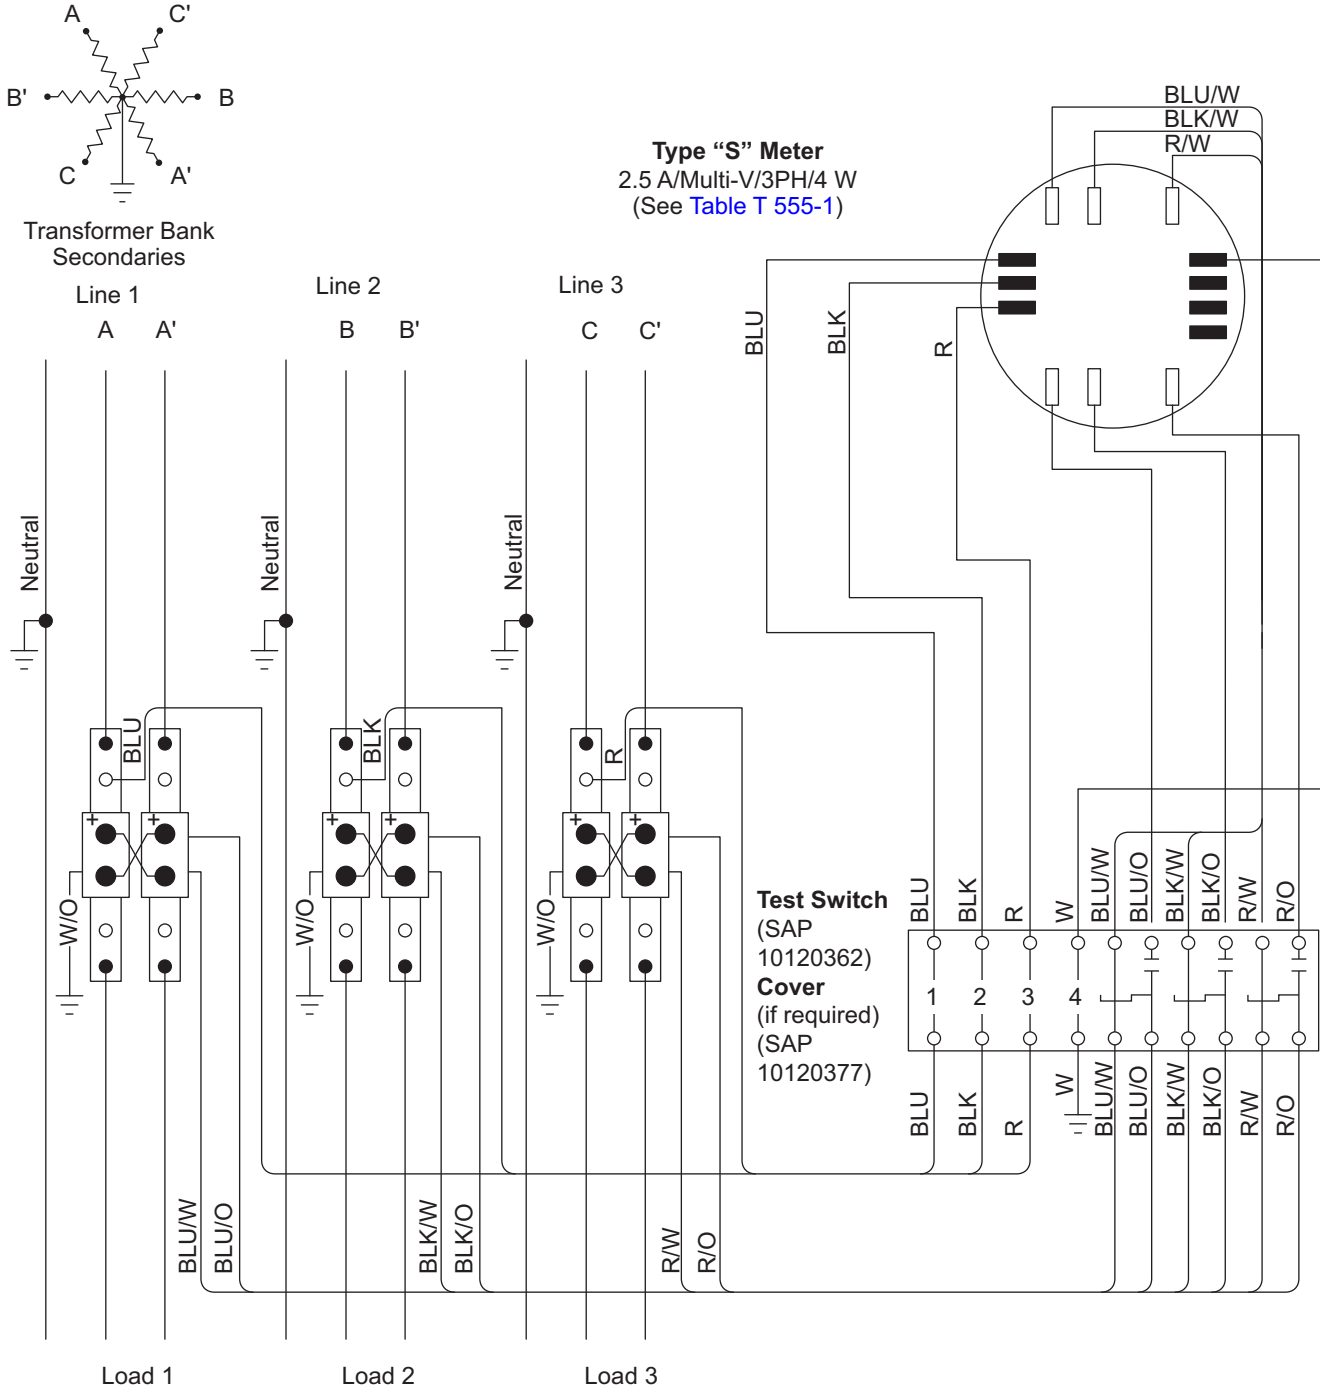 A C'
B' B
C A'
Transformer Bank
Secondaries
Type “S” Meter
2.5 A/Multi-V/3PH/4 W
(See Table T 555-1)
BLU/W
BLK/W
R/W
Line 1
Line 2
Line 3
A A'
B B'
C C'
BLU
BLK
R
Neutral
Neutral
Neutral
BLU
BLK
R
+ +
+ +
+ +
W/O
W/O
W/O
Test Switch
(SAP
10120362)
Cover
(if required)
(SAP
10120377)
BLU
BLK
R
W
BLU/W
BLU/O
BLK/W
BLK/O
R/W
R/O
1 2 3 4
BLU
BLK
R
W
BLU/W
BLU/O
BLK/W
BLK/O
R/W
R/O
BLU/W
BLU/O
BLK/W
BLK/O
R/W
R/O
Load 1
Load 2
Load 3